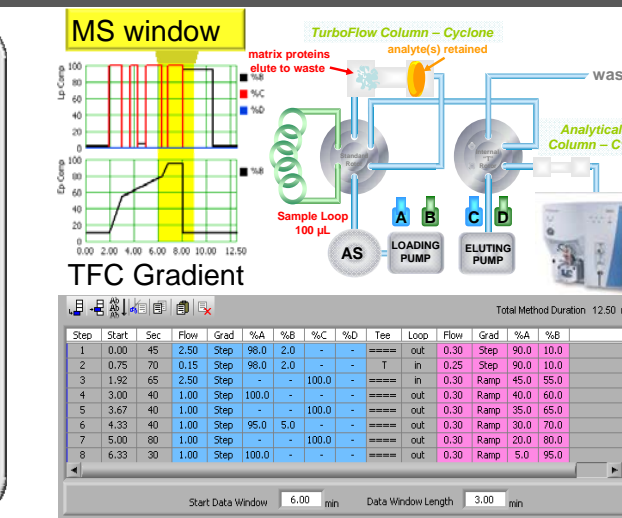 MS window
TurboFlow Column – Cyclone
matrix proteins
elute to waste
analyte(s) retained
Lp Comp
100
80
60
40
20
0
%B
%C
%D
Ep Comp
100
80
60
40
20
0
%B
0.00 2.00 4.00 6.00 8.00 10.00 12.50
TFC Gradient
Sample Loop
100 µL
Standard
AS
A
B
LOADING
PUMP
C
D
ELUTING
PUMP
was
Analytical
Column – C
Total Method Duration 12.50
Step Start Sec Flow Grad %A %B %C %D Tee Loop Flow Grad %A %B
1 0.00 45 2.50 Step 98.0 2.0 - - ==== out 0.30 Step 90.0 10.0
2 0.75 70 0.15 Step 98.0 2.0 - - T in 0.25 Step 90.0 10.0
3 1.92 65 2.50 Step - - 100.0 - ==== in 0.30 Ramp 45.0 55.0
4 3.00 40 1.00 Step 100.0 - - - ==== out 0.30 Ramp 40.0 60.0
5 3.67 40 1.00 Step - - 100.0 - ==== out 0.30 Ramp 35.0 65.0
6 4.33 40 1.00 Step 95.0 5.0 - - ==== out 0.30 Ramp 30.0 70.0
7 5.00 80 1.00 Step - - 100.0 - ==== out 0.30 Ramp 20.0 80.0
8 6.33 30 1.00 Step 100.0 - - - ==== out 0.30 Ramp 5.0 95.0
Start Data Window 6.00 min Data Window Length 3.00 min